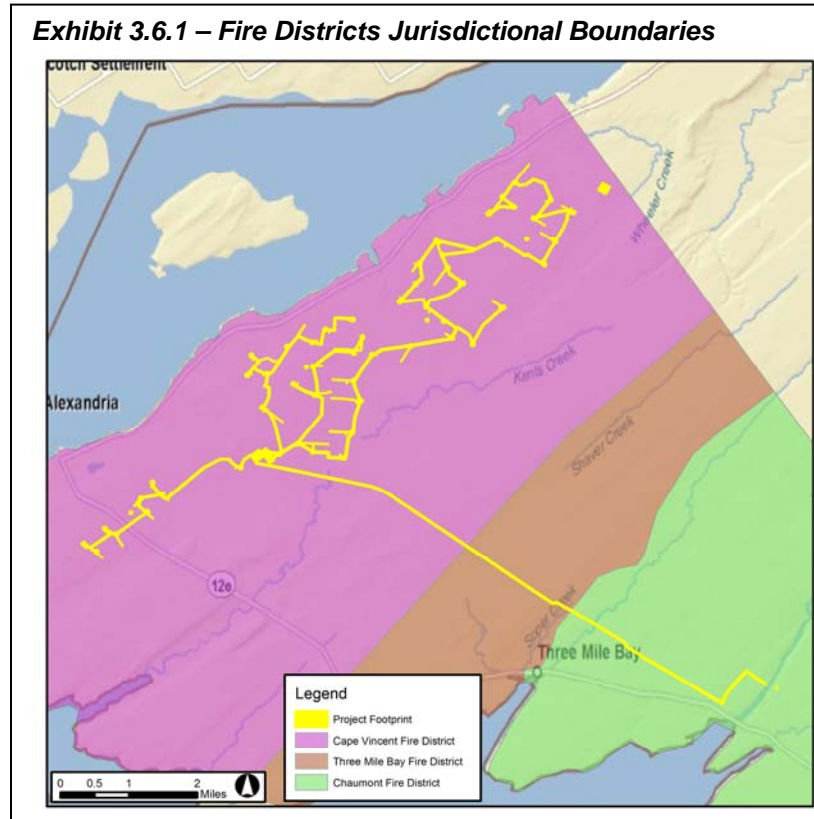 Exhibit 3.6.1 – Fire Districts Jurisdictional Boundaries
cotch Settlement
Wheeler Creek
Kents Creek
Alexandria
Shaver Creek
12e
Three Mile Bay
Legend
Project Footprint
Cape Vincent Fire District
Three Mile Bay Fire District
Chaumont Fire District
0 0.5 1 2
Miles